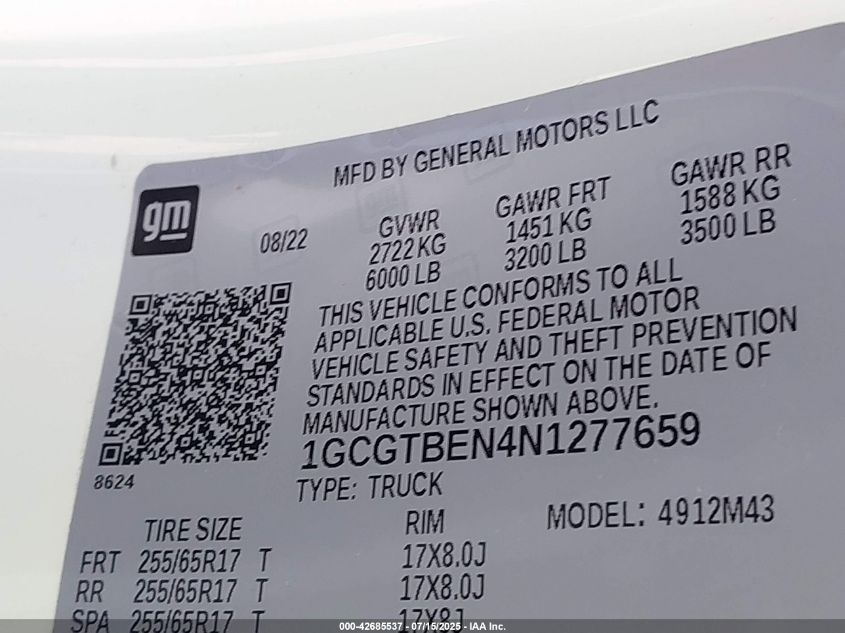 MFD BY GENERAL MOTORS LLC
gm
08/22
GVWR
2722 KG
6000 LB
GAWR FRT
1451 KG
3200 LB
GAWR RR
1588 KG
3500 LB
THIS VEHICLE CONFORMS TO ALL
APPLICABLE U.S. FEDERAL MOTOR
VEHICLE SAFETY AND THEFT PREVENTION
STANDARDS IN EFFECT ON THE DATE OF
MANUFACTURE SHOWN ABOVE.
1GCGTBEN4N1277659
8624
TYPE: TRUCK
MODEL: 4912M43
TIRE SIZE RIM
FRT 255/65R17 T 17X8.0J
RR 255/65R17 T 17X8.0J
SPA 255/65R17 T 17X8J
000-42685537 - 07/15/2025 - IAA Inc.